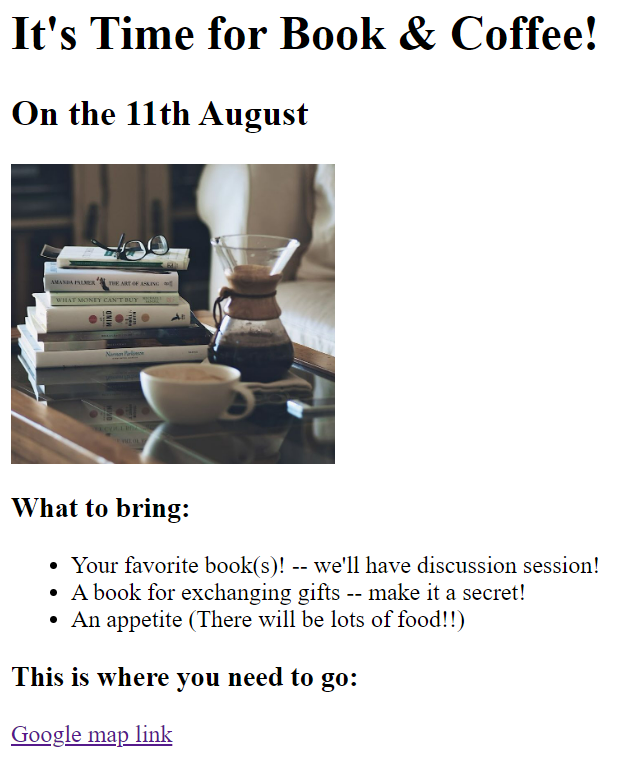 It's Time for Book & Coffee!
On the 11th August
AMANDA PALMER THE ART OF ASKING
WHAT MONEY CAN'T BUY
MIND
What to bring:
Your favorite book(s)! -- we'll have discussion session!
A book for exchanging gifts -- make it a secret!
An appetite (There will be lots of food!!)
This is where you need to go:
Google map link